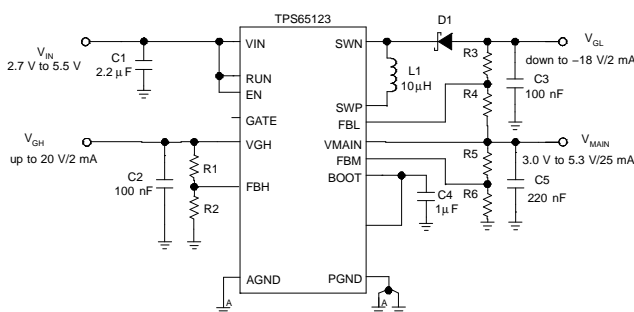 TPS65123
D1
VIN
2.7 V to 5.5 V
C1
2.2 µF
VIN
SWN
R3
VGL
down to −18 V/2 mA
RUN
EN
L1
10µH
R4
C3
100 nF
SWP
FBL
GATE
VGH
up to 20 V/2 mA
VGH
VMAIN
VMAIN
3.0 V to 5.3 V/25 mA
C2
100 nF
R1
R5
FBM
FBH
BOOT
C4
1µF
R6
C5
220 nF
R2
AGND
PGND
A
A